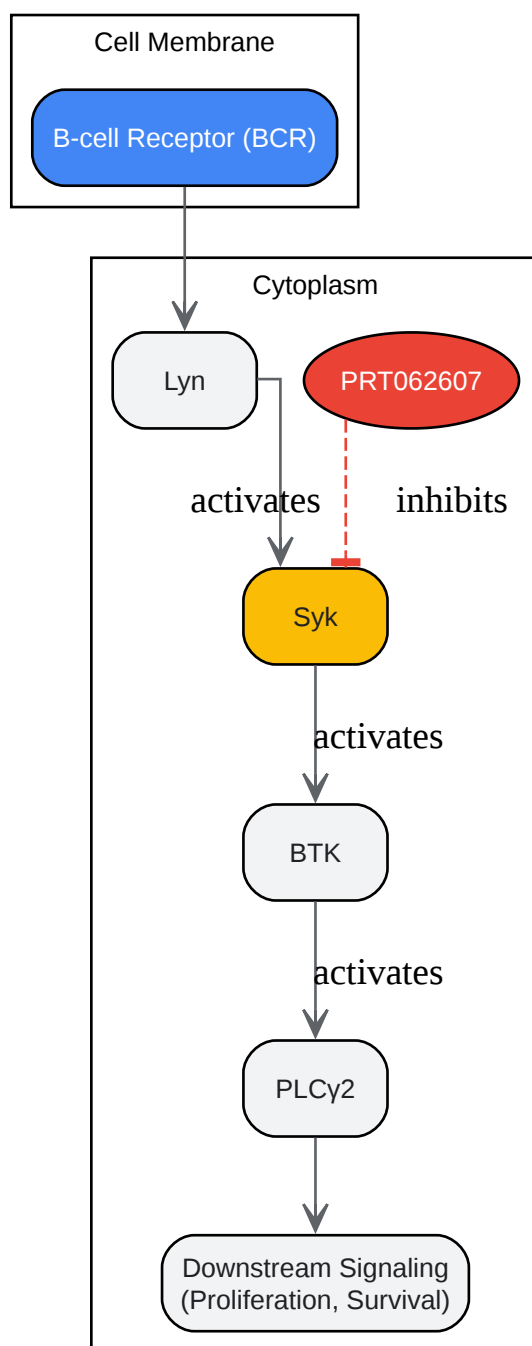 Cell Membrane
B-cell Receptor (BCR)
Cytoplasm
Lyn
PRT062607
activates
inhibits
Syk
activates
BTK
activates
PLCγ2
Downstream Signaling
(Proliferation, Survival)